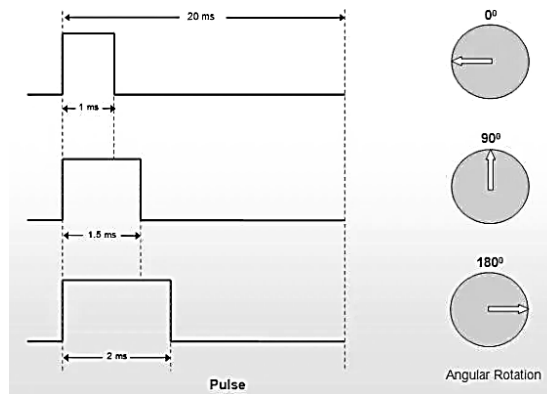 20 ms
0⁰
1 ms
90⁰
1.5 ms
180⁰
2 ms
Angular Rotation
Pulse